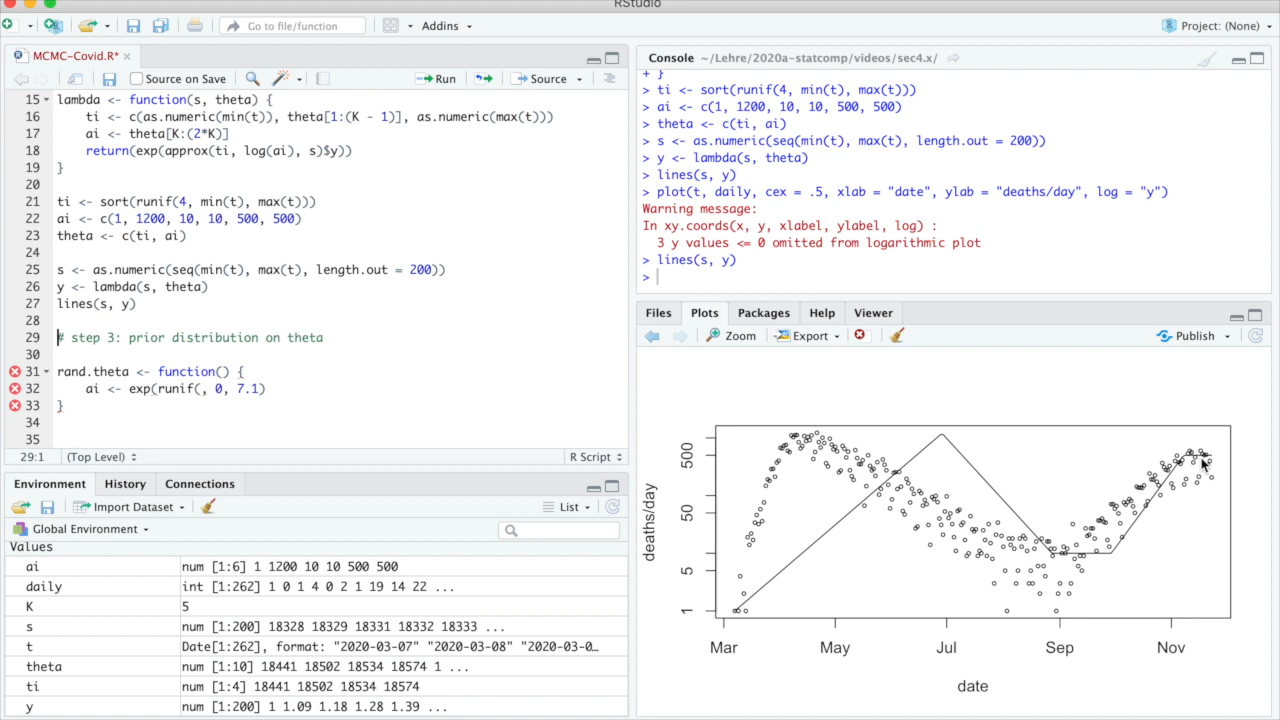 RStudio
Go to file/function
Addins
Project: (None)
MCMC-Covid.R*
Source on Save
Run
Source
15 lambda <- function(s, theta) {
16 ti <- c(as.numeric(min(t)), theta[1:(K - 1)], as.numeric(max(t)))
17 ai <- theta[K:(2*K)]
18 return(exp(approx(ti, log(ai), s)$y))
19 }
20
21 ti <- sort(runif(4, min(t), max(t)))
22 ai <- c(1, 1200, 10, 10, 500, 500)
23 theta <- c(ti, ai)
24
25 s <- as.numeric(seq(min(t), max(t), length.out = 200))
26 y <- lambda(s, theta)
27 lines(s, y)
28
29 # step 3: prior distribution on theta
30
31 rand.theta <- function() {
32 ai <- exp(runif(, 0, 7.1)
33 }
34
35
29:1
(Top Level)
R Script
Environment
History
Connections
Import Dataset
List
Global Environment
Values
ai num [1:6] 1 1200 10 10 500 500
daily int [1:262] 1 0 1 4 0 2 1 19 14 22 ...
K 5
s num [1:200] 18328 18329 18331 18332 18333 ...
t Date[1:262], format: "2020-03-07" "2020-03-08" "2020-03-0…
theta num [1:10] 18441 18502 18534 18574 1 ...
ti num [1:4] 18441 18502 18534 18574
y num [1:200] 1 1.09 1.18 1.28 1.39 ...
Console ~/Lehre/2020a-statcomp/videos/sec4.x/
+ }
> ti <- sort(runif(4, min(t), max(t)))
> ai <- c(1, 1200, 10, 10, 500, 500)
> theta <- c(ti, ai)
> s <- as.numeric(seq(min(t), max(t), length.out = 200))
> y <- lambda(s, theta)
> lines(s, y)
> plot(t, daily, cex = .5, xlab = "date", ylab = "deaths/day", log = "y")
Warning message:
In xy.coords(x, y, xlabel, ylabel, log) :
3 y values <= 0 omitted from logarithmic plot
> lines(s, y)
>
Files
Plots
Packages
Help
Viewer
Zoom
Export
Publish
deaths/day
500
50
5
1
Mar
May
Jul
Sep
Nov
date